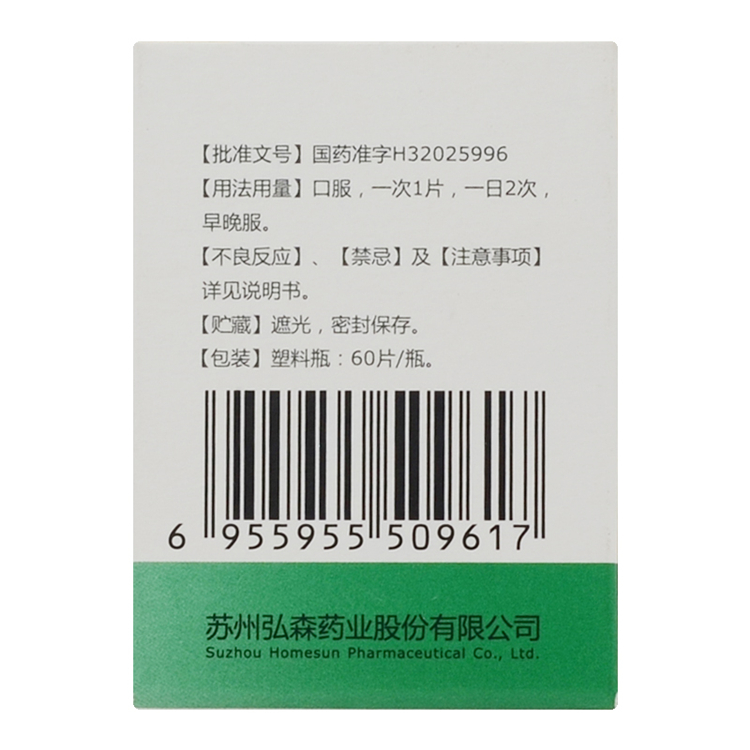 【批准文号】国药准字H32025996
【用法用量】口服，一次1片，一日2次，
早晚服。
【不良反应】、【禁忌】及【注意事项】
详见说明书。
【贮藏】遮光，密封保存。
【包装】塑料瓶：60片/瓶。
6 955955 509617
苏州弘森药业股份有限公司
Suzhou Homesun Pharmaceutical Co., Ltd.